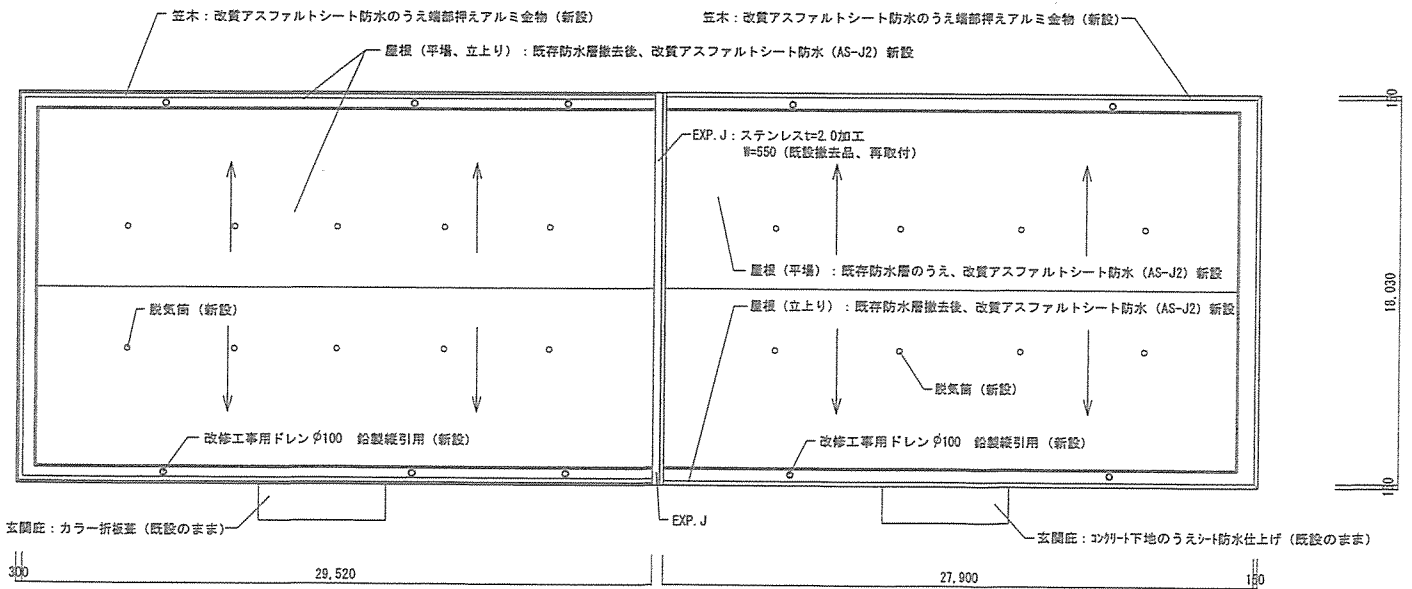 笠木：改質アスファルトシート防水のうえ端部押えアルミ金物（新設）
笠木：改質アスファルトシート防水のうえ端部押えアルミ金物（新設）
屋根（平場、立上り）：既存防水層撤去後、改質アスファルトシート防水（AS-J2）新設
EXP.J：ステンレスt=2.0加工
W=550（既設撤去品、再取付）
屋根（平場）：既存防水層のうえ、改質アスファルトシート防水（AS-J2）新設
屋根（立上り）：既存防水層撤去後、改質アスファルトシート防水（AS-J2）新設
脱気筒（新設）
脱気筒（新設）
改修工事用ドレンφ100　鉛製縦引用（新設）
改修工事用ドレンφ100　鉛製縦引用（新設）
玄関庇：カラー折板葺（既設のまま）
EXP.J
玄関庇：コンクリート下地のうえシート防水仕上げ（既設のまま）
300
29,520
27,900
150
18,030